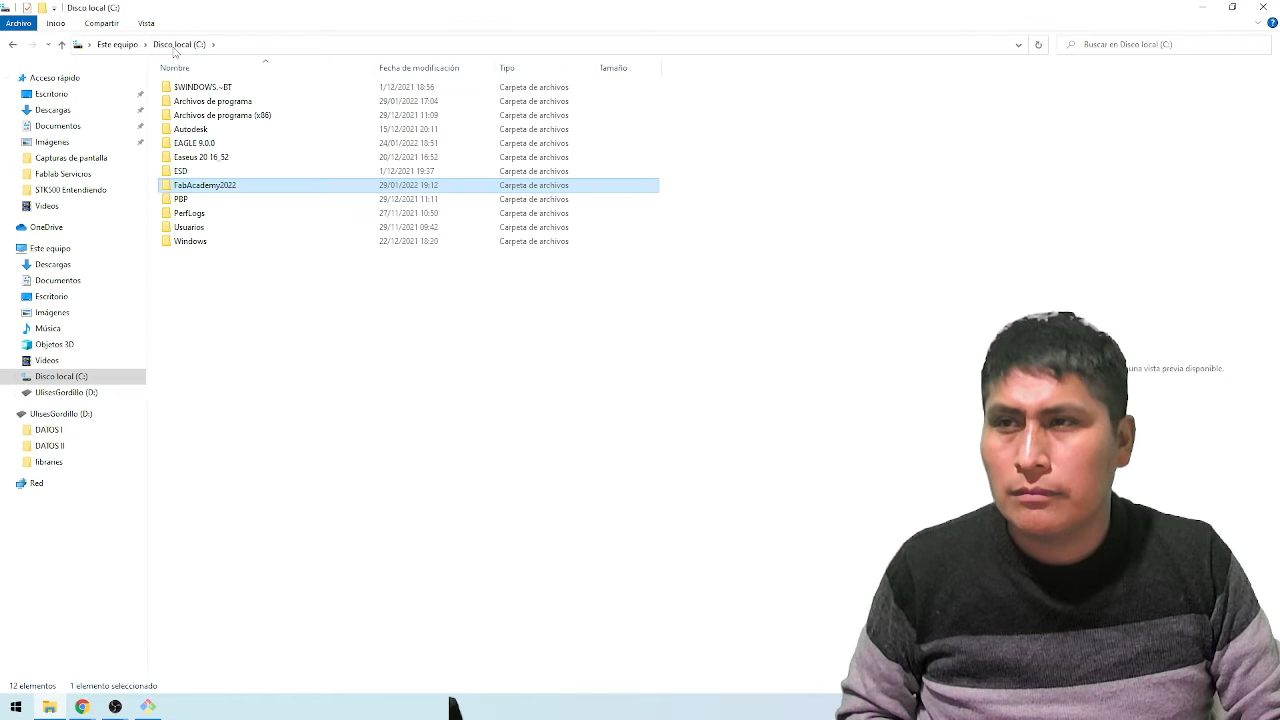 Disco local (C:)
Archivo Inicio Compartir Vista
Este equipo Disco local (C:) Buscar en Disco local (C:)
Nombre Fecha de modificación Tipo Tamaño
Acceso rápido
Escritorio
Descargas
Documentos
Imágenes
Capturas de pantalla
Fablab Servicios
STK500 Entendiendo
Videos
OneDrive
Este equipo
Descargas
Documentos
Escritorio
Imágenes
Música
Objetos 3D
Videos
Disco local (C:)
UlisesGordillo (D:)
UlisesGordillo (D:)
DATOS I
DATOS II
libraries
Red
$WINDOWS.~BT 1/12/2021 18:56 Carpeta de archivos
Archivos de programa 29/01/2022 17:04 Carpeta de archivos
Archivos de programa (x86) 29/12/2021 17:09 Carpeta de archivos
Autodesk 15/12/2021 20:11 Carpeta de archivos
EAGLE 9.0.0 24/01/2022 18:51 Carpeta de archivos
Easeus 20 16_52 20/12/2021 16:52 Carpeta de archivos
ESD 1/12/2021 19:37 Carpeta de archivos
FabAcademy2022 29/01/2022 19:12 Carpeta de archivos
PBP 29/12/2021 11:11 Carpeta de archivos
PerfLogs 27/11/2021 10:50 Carpeta de archivos
Usuarios 29/11/2021 09:42 Carpeta de archivos
Windows 22/12/2021 18:20 Carpeta de archivos
una vista previa disponible.
12 elementos 1 elemento seleccionado